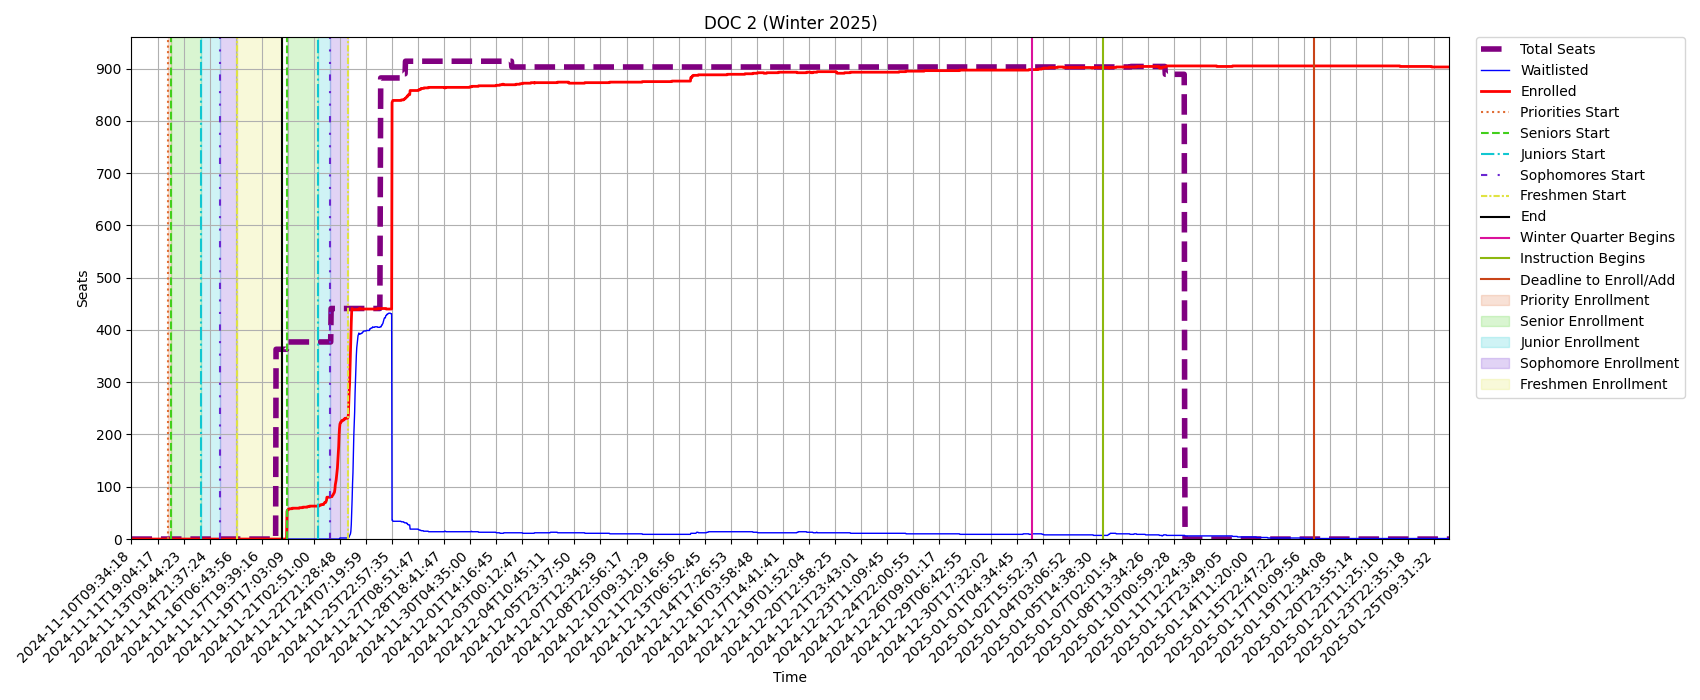 DOC 2 (Winter 2025)
Seats
900
800
700
600
500
400
300
200
100
0
2024-11-10T09:34:18
2024-11-11T19:04:17
2024-11-13T09:44:23
2024-11-14T21:37:24
2024-11-16T06:43:56
2024-11-17T19:39:16
2024-11-19T17:03:09
2024-11-21T02:51:00
2024-11-22T21:28:48
2024-11-24T07:19:59
2024-11-25T22:57:35
2024-11-27T08:51:47
2024-11-28T18:41:47
2024-11-30T04:35:00
2024-12-01T14:16:45
2024-12-03T00:12:47
2024-12-04T10:45:11
2024-12-05T23:37:50
2024-12-07T12:34:59
2024-12-08T22:56:17
2024-12-10T09:31:29
2024-12-11T20:16:56
2024-12-13T06:52:45
2024-12-14T17:26:53
2024-12-16T03:58:48
2024-12-17T14:41:41
2024-12-19T01:52:04
2024-12-20T12:58:25
2024-12-21T23:43:01
2024-12-23T11:09:45
2024-12-24T22:00:55
2024-12-26T09:01:17
2024-12-29T06:42:55
2024-12-30T17:32:02
2025-01-01T04:34:45
2025-01-02T15:52:37
2025-01-04T03:06:52
2025-01-05T14:38:30
2025-01-07T02:01:54
2025-01-08T13:34:26
2025-01-10T00:59:28
2025-01-11T12:24:38
2025-01-12T23:49:05
2025-01-14T11:20:00
2025-01-15T22:47:22
2025-01-17T10:09:56
2025-01-19T12:34:08
2025-01-20T23:55:14
2025-01-22T11:25:10
2025-01-23T22:35:18
2025-01-25T09:31:32
Time
Total Seats
Waitlisted
Enrolled
Priorities Start
Seniors Start
Juniors Start
Sophomores Start
Freshmen Start
End
Winter Quarter Begins
Instruction Begins
Deadline to Enroll/Add
Priority Enrollment
Senior Enrollment
Junior Enrollment
Sophomore Enrollment
Freshmen Enrollment